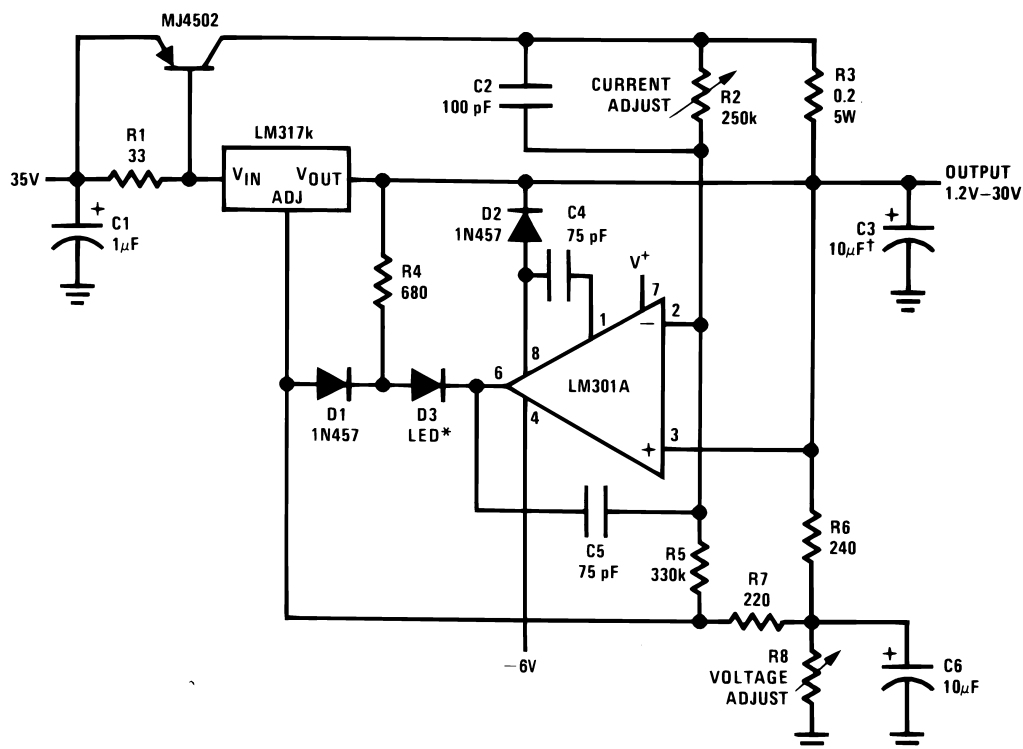 MJ4502
C2
100 pF
CURRENT
ADJUST
R2
250k
R3
0.2
5W
R1
33
LM317k
VIN
VOUT
ADJ
35V
OUTPUT
1.2V–30V
C1
1μF
+
D2
1N457
C4
75 pF
C3
10μF†
+
R4
680
V+
7
1
2
−
8
6
LM301A
4
3
+
D1
1N457
D3
LED*
C5
75 pF
R5
330k
R6
240
R7
220
−6V
R8
VOLTAGE
ADJUST
+
C6
10μF